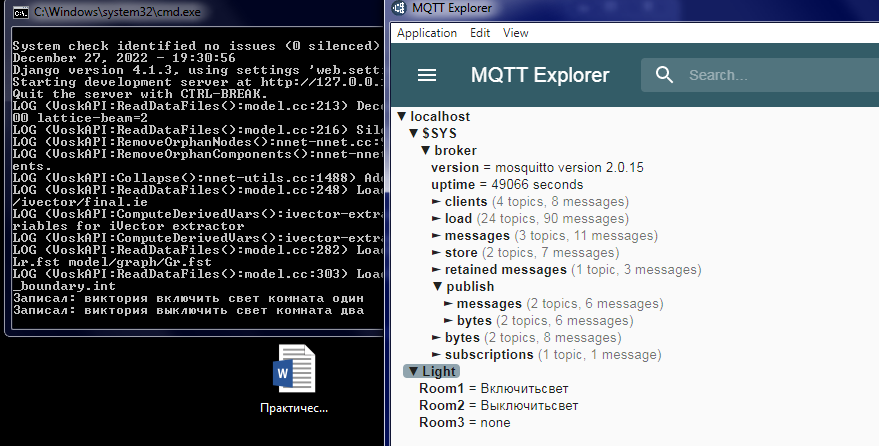 C:\Windows\system32\cmd.exe
System check identified no issues (0 silenced)
December 27, 2022 - 19:30:56
Django version 4.1.3, using settings 'web.sett
Starting development server at http://127.0.0.
Quit the server with CTRL-BREAK.
LOG (VoskAPI:ReadDataFiles():model.cc:213) Dec
00 lattice-beam=2
LOG (VoskAPI:ReadDataFiles():model.cc:216) Sil
LOG (VoskAPI:RemoveOrphanNodes():nnet-nnet.cc:
LOG (VoskAPI:RemoveOrphanComponents():nnet-nne
ents.
LOG (VoskAPI:Collapse():nnet-utils.cc:1488) Ad
LOG (VoskAPI:ReadDataFiles():model.cc:248) Loa
/ivector/final.ie
LOG (VoskAPI:ComputeDerivedVars():ivector-extr
riables for iVector extractor
LOG (VoskAPI:ComputeDerivedVars():ivector-extr
LOG (VoskAPI:ReadDataFiles():model.cc:282) Loa
Lr.fst model/graph/Gr.fst
LOG (VoskAPI:ReadDataFiles():model.cc:303) Loa
_boundary.int
Записал: виктория включить свет комната один
Записал: виктория выключить свет комната два
Практичес...
MQTT Explorer
Application Edit View
MQTT Explorer
Search...
▼ localhost
▼ $SYS
▼ broker
version = mosquitto version 2.0.15
uptime = 49066 seconds
► clients (4 topics, 8 messages)
► load (24 topics, 90 messages)
► messages (3 topics, 11 messages)
► store (2 topics, 7 messages)
► retained messages (1 topic, 3 messages)
▼ publish
► messages (2 topics, 6 messages)
► bytes (2 topics, 6 messages)
► bytes (2 topics, 8 messages)
► subscriptions (1 topic, 1 message)
▼ Light
Room1 = Включитьсвет
Room2 = Выключитьсвет
Room3 = none